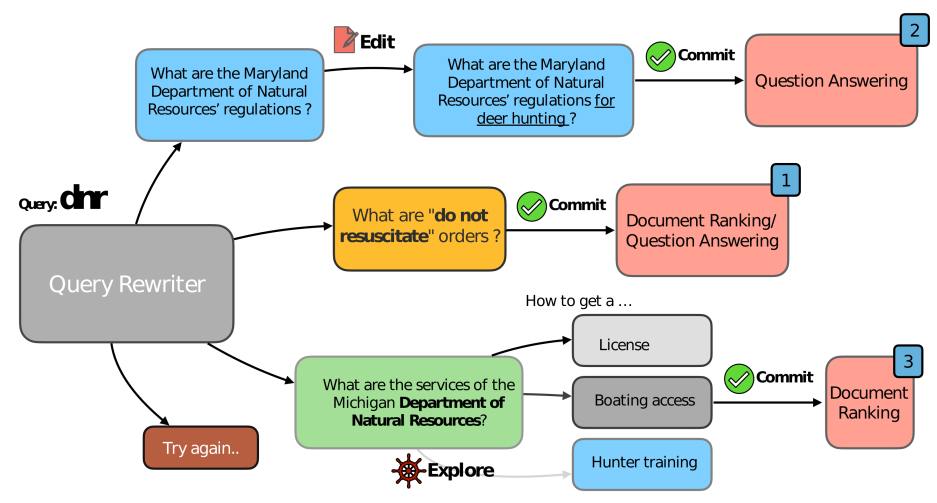 2
Edit
Commit
What are the Maryland
Department of Natural
Resources’ regulations ?
What are the Maryland
Department of Natural
Resources’ regulations for
deer hunting ?
Question Answering
Query: dnr
1
What are "do not
resuscitate" orders ?
Commit
Document Ranking/
Question Answering
Query Rewriter
How to get a ...
License
3
What are the services of the
Michigan Department of
Natural Resources?
Boating access
Commit
Document
Ranking
Try again..
Explore
Hunter training